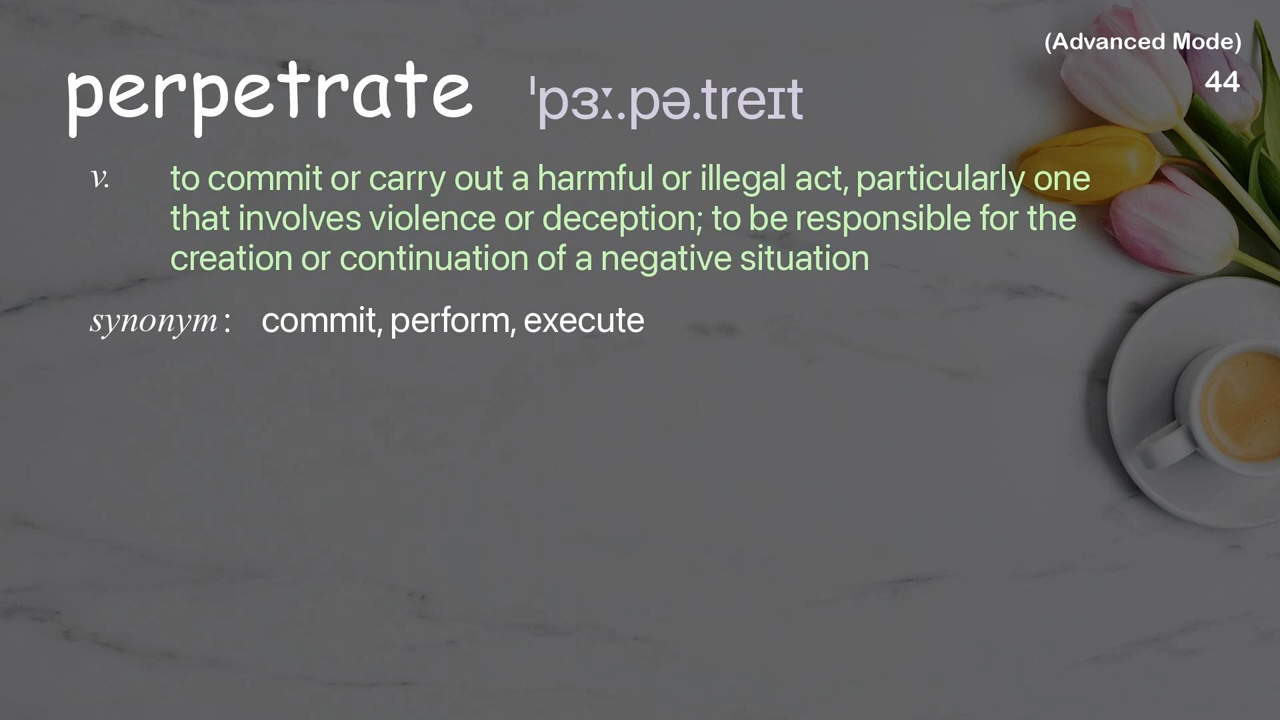 (Advanced Mode)
perpetrate ˈpɜː.pə.treɪt
44
v. to commit or carry out a harmful or illegal act, particularly one
that involves violence or deception; to be responsible for the
creation or continuation of a negative situation
synonym : commit, perform, execute